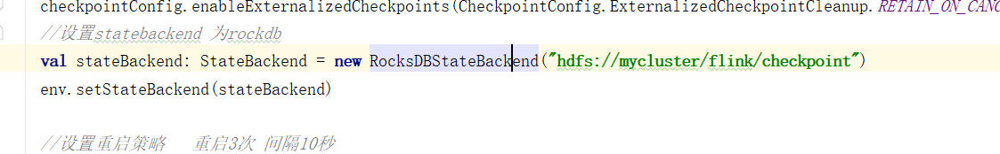 checkpointConfig.enableExternalizedCheckpoints(CheckpointConfig.ExternalizedCheckpointCleanup.RETAIN_ON_CANC
//设置statebackend 为rockdb
val stateBackend: StateBackend = new RocksDBStateBackend("hdfs://mycluster/flink/checkpoint")
env.setStateBackend(stateBackend)
//设置重启策略 重启3次 间隔10秒